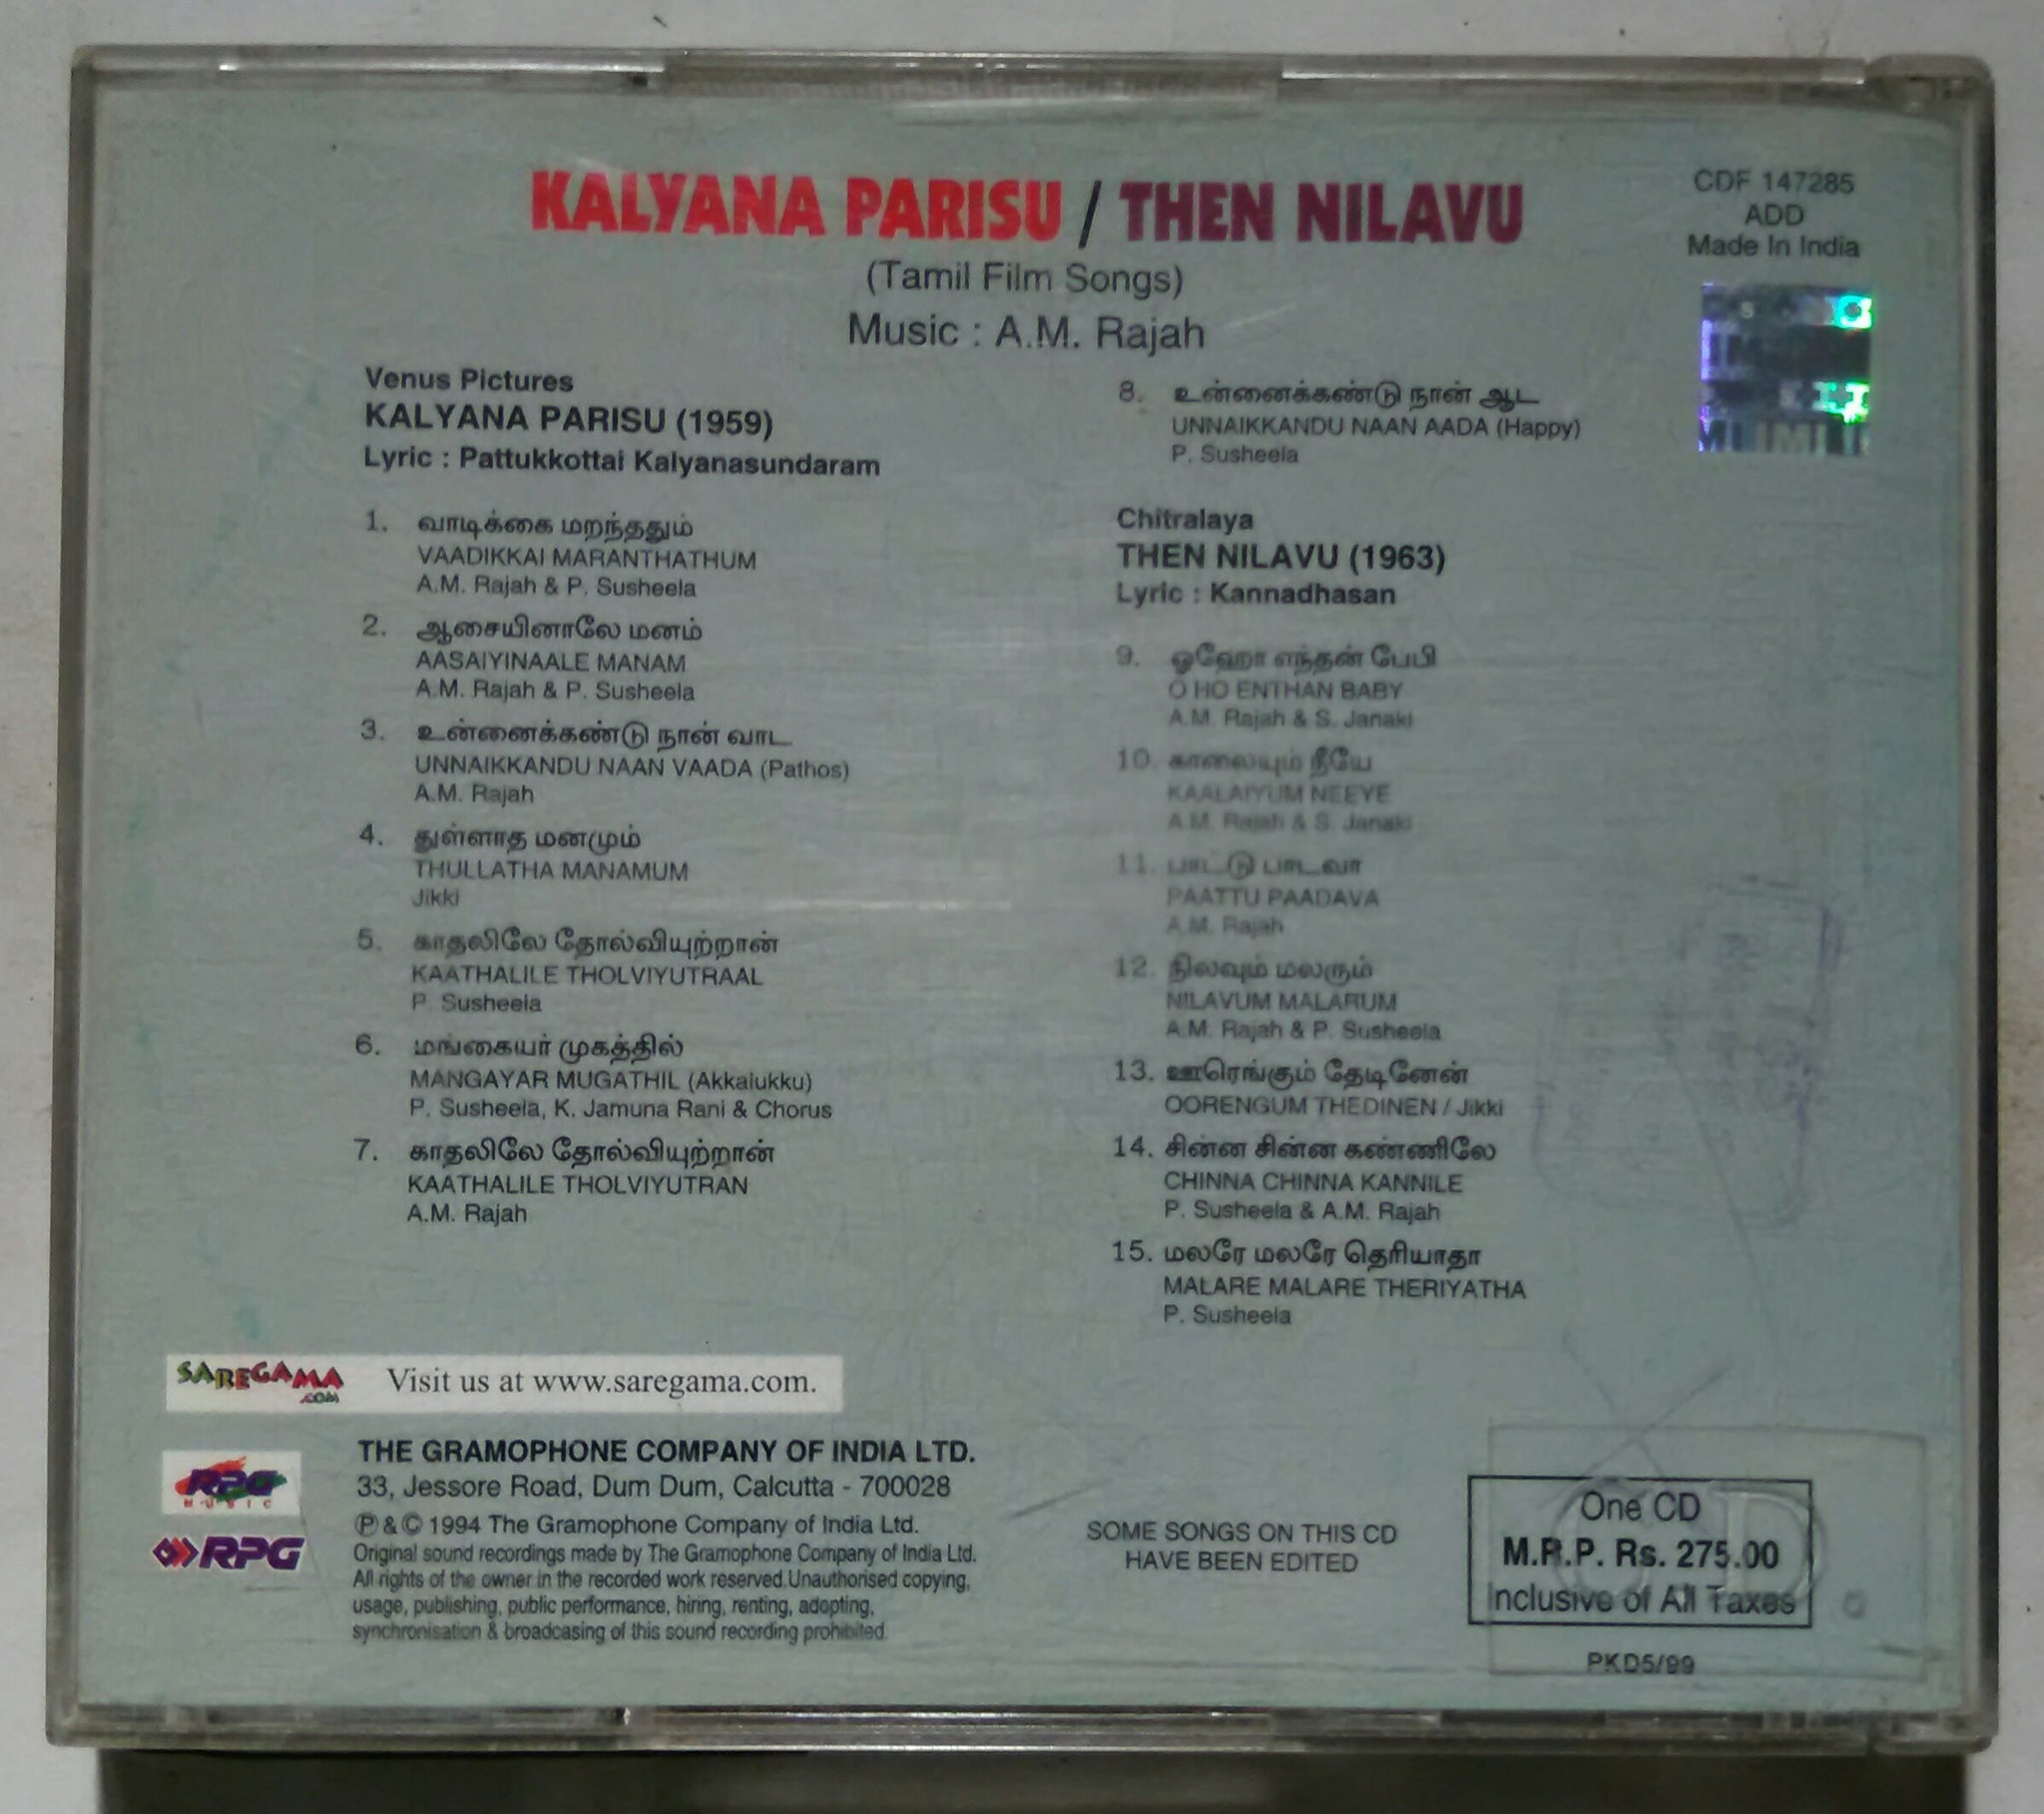 KALYANA PARISU / THEN NILAVU
(Tamil Film Songs)
Music : A.M. Rajah
CDF 147285
ADD
Made In India
Venus Pictures
KALYANA PARISU (1959)
Lyric : Pattukkottai Kalyanasundaram
1. வாடிக்கை மறந்ததும்
VAADIKKAI MARANTHATHUM
A.M. Rajah & P. Susheela
2. ஆசையினாலே மனம்
AASAIYINAALE MANAM
A.M. Rajah & P. Susheela
3. உன்னைக்கண்டு நான் வாட
UNNAIKKANDU NAAN VAADA (Pathos)
A.M. Rajah
4. துள்ளாத மனமும்
THULLATHA MANAMUM
Jikki
5. காதலிலே தோல்வியுற்றான்
KAATHALILE THOLVIYUTRAAL
P. Susheela
6. மங்கையர் முகத்தில்
MANGAYAR MUGATHIL (Akkalukku)
P. Susheela, K. Jamuna Rani & Chorus
7. காதலிலே தோல்வியுற்றான்
KAATHALILE THOLVIYUTRAN
A.M. Rajah
8. உன்னைக்கண்டு நான் ஆட
UNNAIKKANDU NAAN AADA (Happy)
P. Susheela
Chitralaya
THEN NILAVU (1963)
Lyric : Kannadhasan
9. ஓஹோ எந்தன் பேபி
O HO ENTHAN BABY
A.M. Rajah & S. Janaki
10. காலையும் நீயே
KAALAIYUM NEEYE
A.M. Rajah & S. Janaki
11. பாட்டு பாடவா
PAATTU PAADAVA
A.M. Rajah
12. நிலவும் மலரும்
NILAVUM MALARUM
A.M. Rajah & P. Susheela
13. ஊரெங்கும் தேடினேன்
OORENGUM THEDINEN / Jikki
14. சின்ன சின்ன கண்ணிலே
CHINNA CHINNA KANNILE
P. Susheela & A.M. Rajah
15. மலரே மலரே தெரியாதா
MALARE MALARE THERIYATHA
P. Susheela
SAREGAMA.COM Visit us at www.saregama.com.
RPG
MUSIC
RPG
THE GRAMOPHONE COMPANY OF INDIA LTD.
33, Jessore Road, Dum Dum, Calcutta - 700028
℗ & © 1994 The Gramophone Company of India Ltd.
Original sound recordings made by The Gramophone Company of India Ltd.
All rights of the owner in the recorded work reserved.Unauthorised copying,
usage, publishing, public performance, hiring, renting, adopting,
synchronisation & broadcasing of this sound recording prohibited.
SOME SONGS ON THIS CD
HAVE BEEN EDITED
One CD
M.R.P. Rs. 275.00
Inclusive of All Taxes
PKD5/99